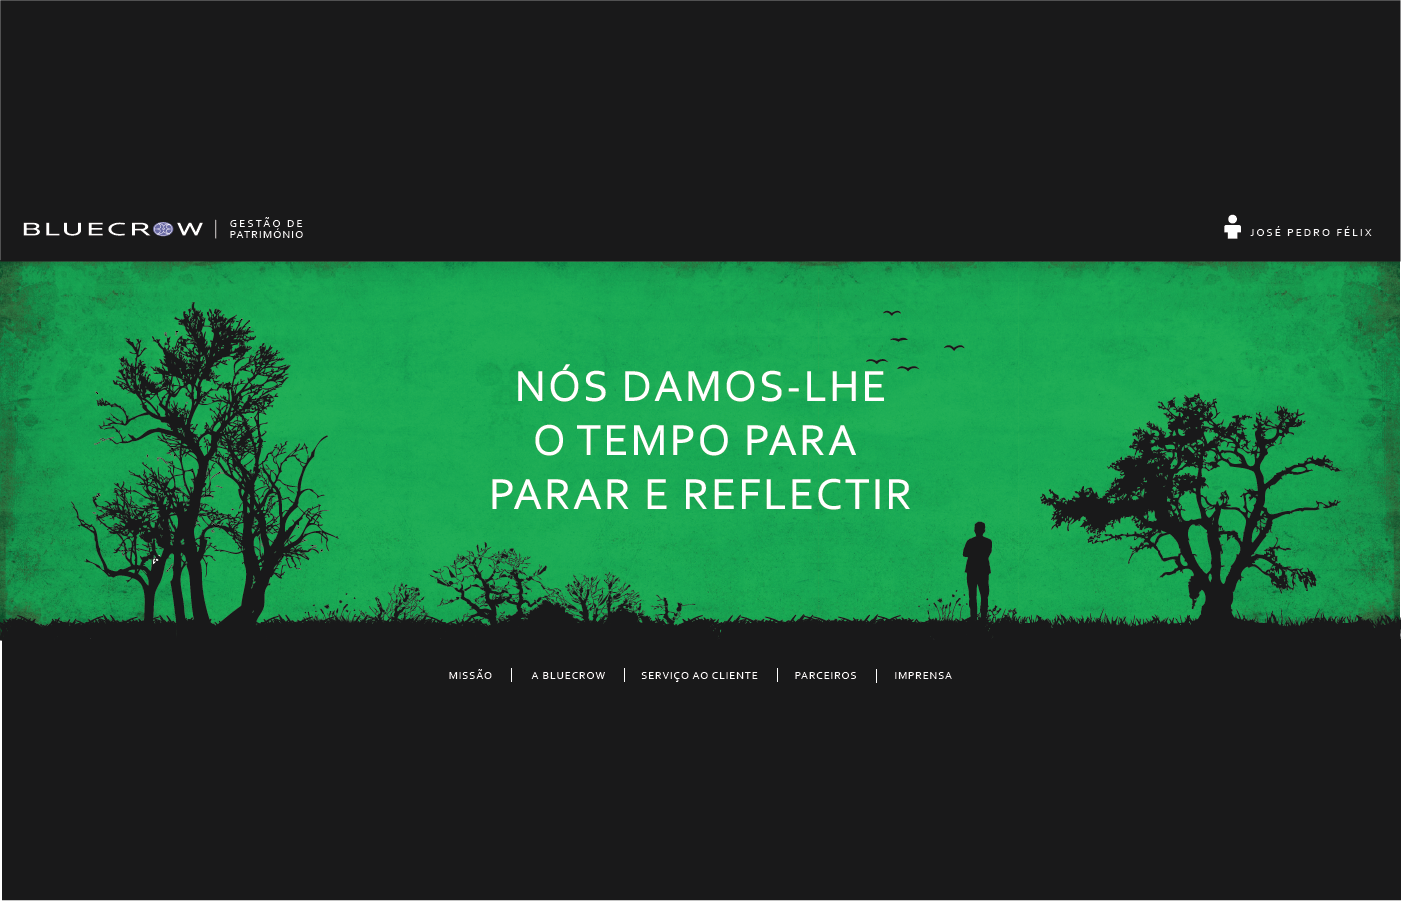 BLUECROW
GESTÃO DE
PATRIMÓNIO
JOSÉ PEDRO FÉLIX
NÓS DAMOS-LHE
O TEMPO PARA
PARAR E REFLECTIR
MISSÃO | A BLUECROW | SERVIÇO AO CLIENTE | PARCEIROS | IMPRENSA